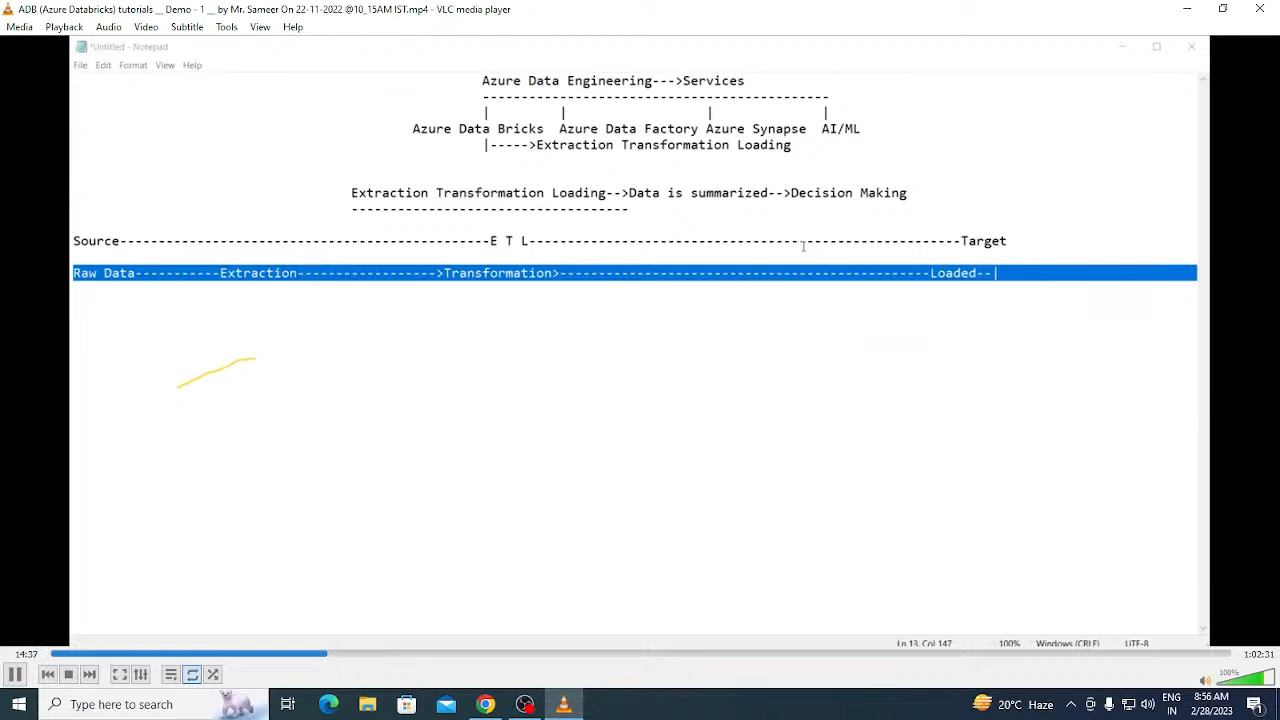 ADB (Azure Databricks) tutorials __ Demo - 1 __ by Mr. Sameer On 22-11-2022 @10_15AM IST.mp4 - VLC media player
Media Playback Audio Video Subtitle Tools View Help
*Untitled - Notepad
File Edit Format View Help
Azure Data Engineering--->Services
---------------------------------------------
| | | |
Azure Data Bricks Azure Data Factory Azure Synapse AI/ML
|----->Extraction Transformation Loading
Extraction Transformation Loading-->Data is summarized-->Decision Making
------------------------------------
Source------------------------------------------------E T L--------------------------------------------------------Target
Raw Data-----------Extraction------------------>Transformation>------------------------------------------------Loaded--|
Ln 13, Col 147 100% Windows (CRLF) UTF-8
14:37 1:02:31
100%
Type here to search
20°C Haze
ENG
IN
8:56 AM
2/28/2023